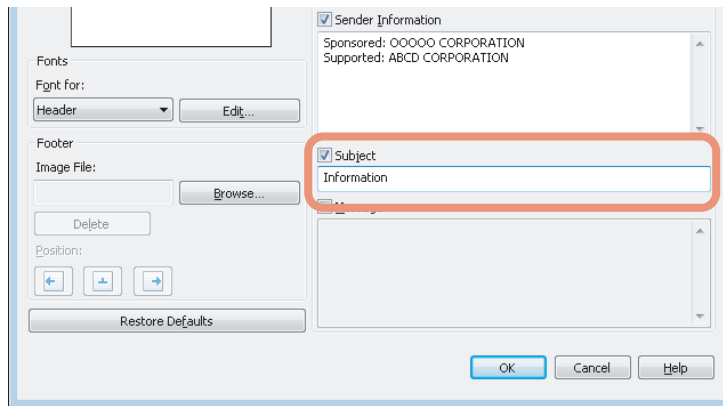 Fonts
Font for:
Header
Edit...
Footer
Image File:
Browse...
Delete
Position:
Restore Defaults
Sender Information
Sponsored: OOOOO CORPORATION
Supported: ABCD CORPORATION
Subject
Information
OK
Cancel
Help